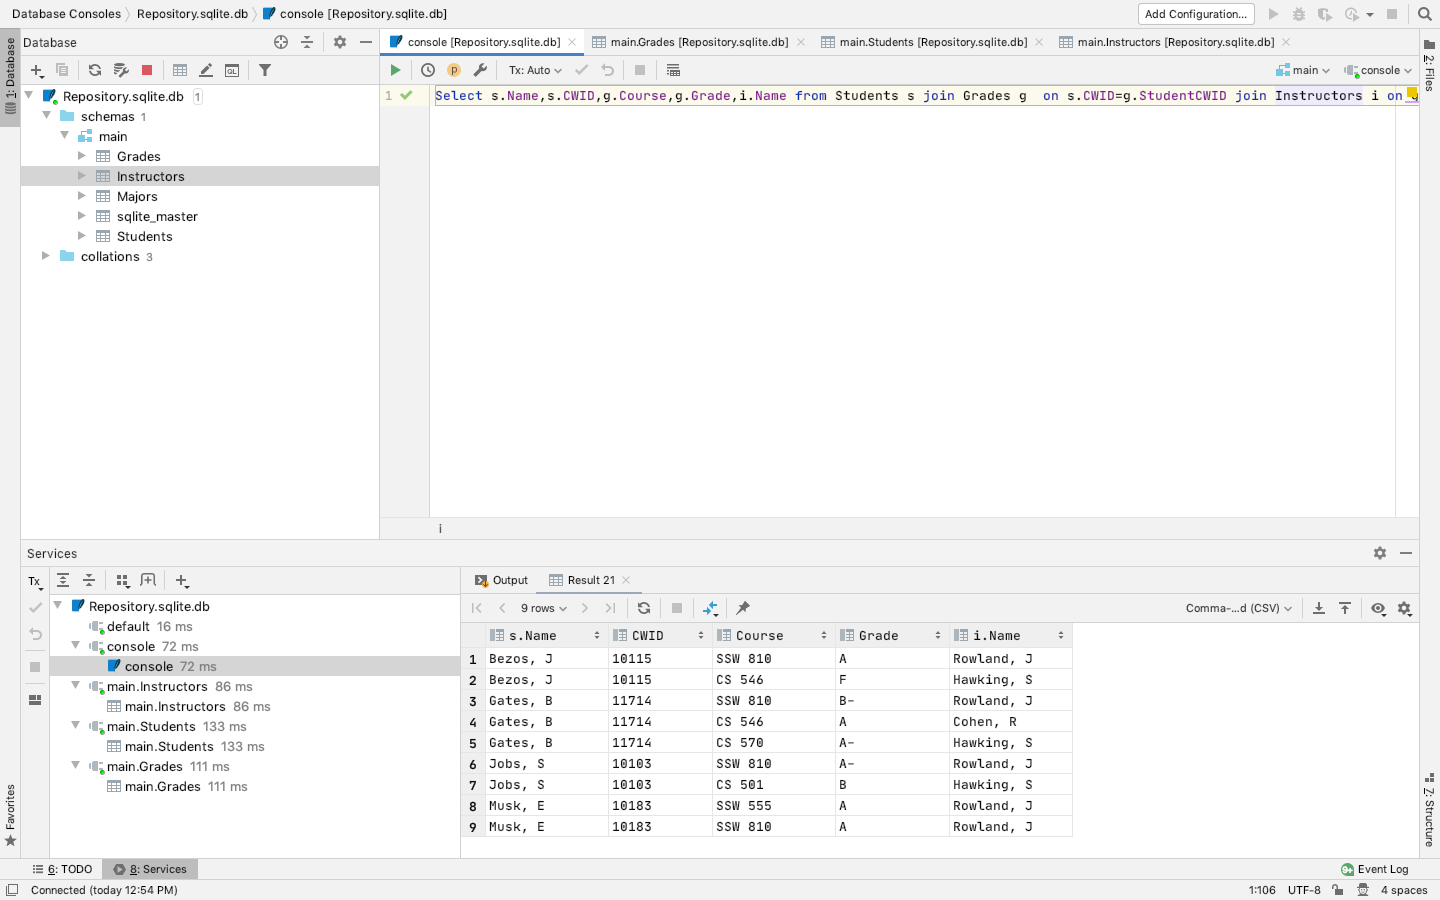 Database Consoles Repository.sqlite.db console [Repository.sqlite.db] Add Configuration...
1: Database
Database
console [Repository.sqlite.db] main.Grades [Repository.sqlite.db] main.Students [Repository.sqlite.db] main.Instructors [Repository.sqlite.db]
2: Files
QL
p Tx: Auto main console
Repository.sqlite.db 1
schemas 1
main
Grades
Instructors
Majors
sqlite_master
Students
collations 3
1 Select s.Name,s.CWID,g.Course,g.Grade,i.Name from Students s join Grades g  on s.CWID=g.StudentCWID join Instructors i on
i
Services
Tx
Repository.sqlite.db
default 16 ms
console 72 ms
console 72 ms
main.Instructors 86 ms
main.Instructors 86 ms
main.Students 133 ms
main.Students 133 ms
main.Grades 111 ms
main.Grades 111 ms
Output Result 21
9 rows Comma-...d (CSV)
s.Name CWID Course Grade i.Name
1 Bezos, J 10115 SSW 810 A Rowland, J
2 Bezos, J 10115 CS 546 F Hawking, S
3 Gates, B 11714 SSW 810 B- Rowland, J
4 Gates, B 11714 CS 546 A Cohen, R
5 Gates, B 11714 CS 570 A- Hawking, S
6 Jobs, S 10103 SSW 810 A- Rowland, J
7 Jobs, S 10103 CS 501 B Hawking, S
8 Musk, E 10183 SSW 555 A Rowland, J
9 Musk, E 10183 SSW 810 A Rowland, J
Favorites
7: Structure
6: TODO 8: Services 9+ Event Log
Connected (today 12:54 PM) 1:106 UTF-8 4 spaces